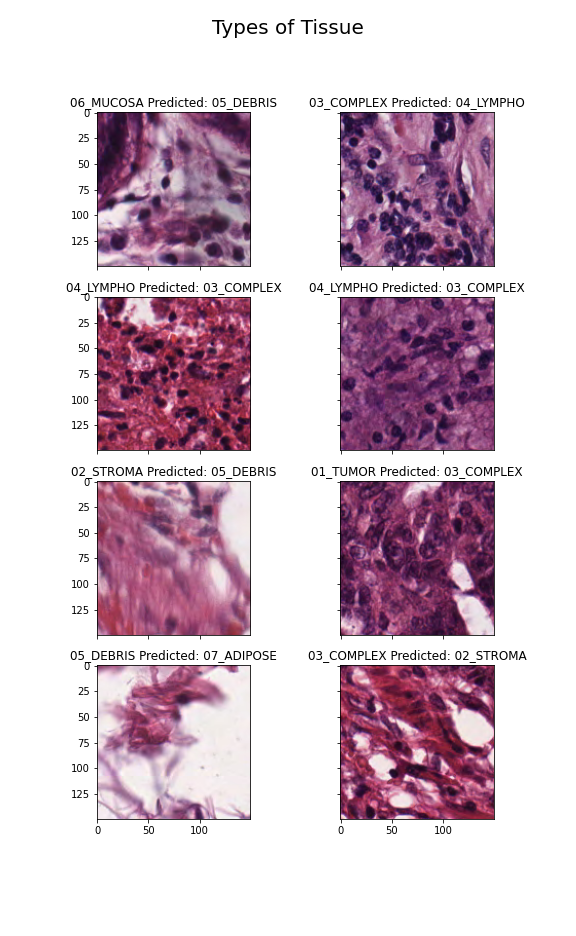 Types of Tissue
06_MUCOSA Predicted: 05_DEBRIS
03_COMPLEX Predicted: 04_LYMPHO
0
25
50
75
100
125
04_LYMPHO Predicted: 03_COMPLEX
04_LYMPHO Predicted: 03_COMPLEX
0
25
50
75
100
125
02_STROMA Predicted: 05_DEBRIS
01_TUMOR Predicted: 03_COMPLEX
0
25
50
75
100
125
05_DEBRIS Predicted: 07_ADIPOSE
03_COMPLEX Predicted: 02_STROMA
0
25
50
75
100
125
0 50 100
0 50 100